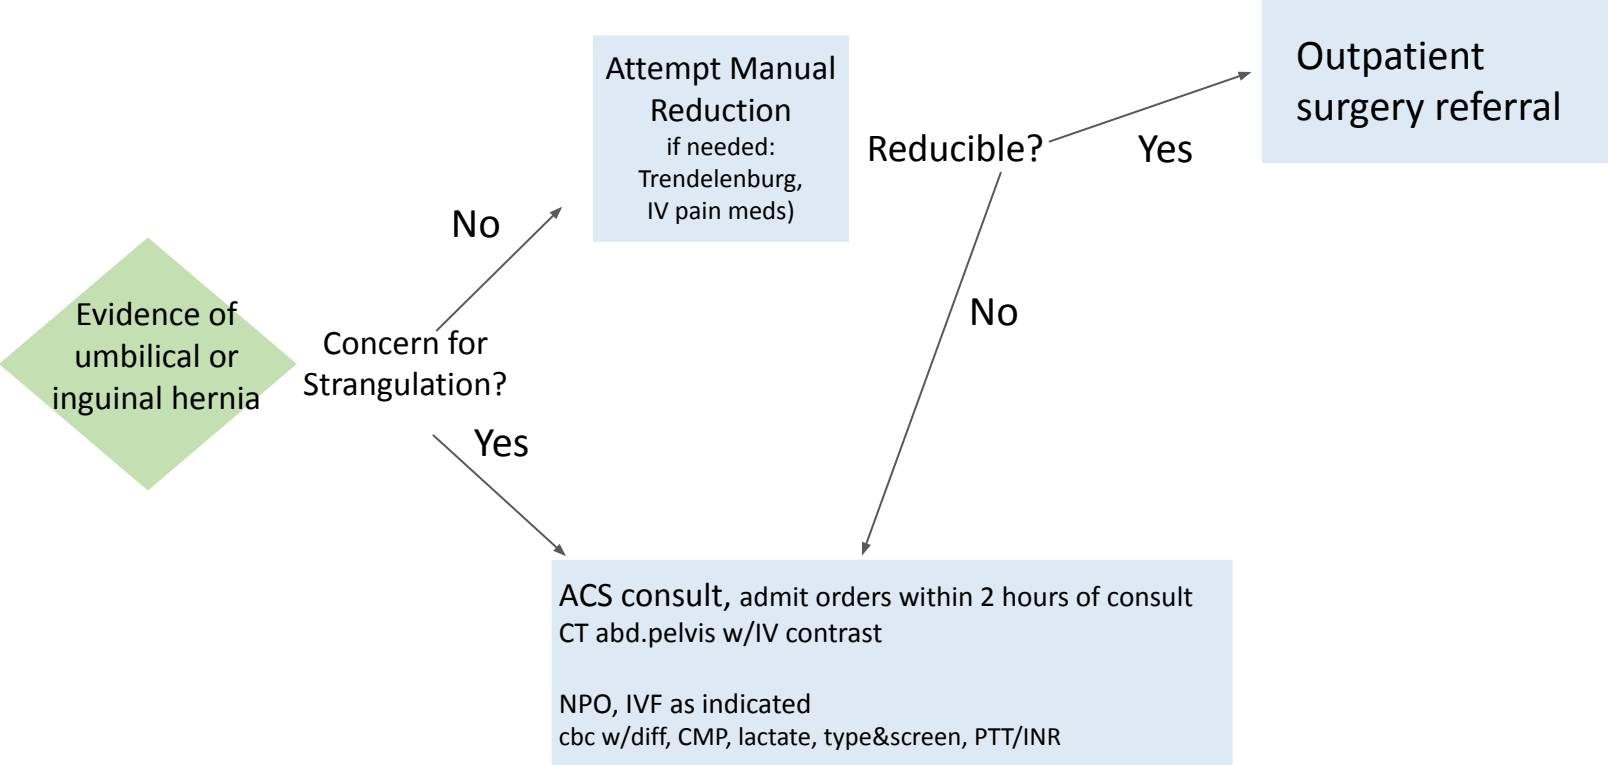 Evidence of
umbilical or
inguinal hernia
Concern for
Strangulation?
No
Yes
Attempt Manual
Reduction
if needed:
Trendelenburg,
IV pain meds)
Reducible?
Yes
No
Outpatient
surgery referral
ACS consult, admit orders within 2 hours of consult
CT abd.pelvis w/IV contrast
NPO, IVF as indicated
cbc w/diff, CMP, lactate, type&screen, PTT/INR